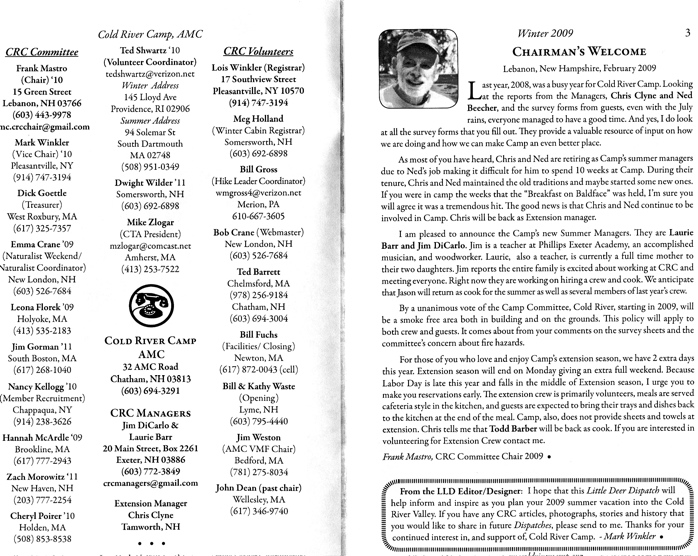 Cold River Camp, AMC
CRC Committee
Frank Mastro
(Chair) '10
15 Green Street
Lebanon, NH 03766
(603) 443-9978
mc.crcchair@gmail.com
Mark Winkler
(Vice Chair) '10
Pleasantville, NY
(914) 747-3194
Dick Goettle
(Treasurer)
West Roxbury, MA
(617) 325-7357
Emma Crane '09
(Naturalist Weekend/
Naturalist Coordinator)
New London, NH
(603) 526-7684
Leona Florek '09
Holyoke, MA
(413) 535-2183
Jim Gorman '11
South Boston, MA
(617) 268-1040
Nancy Kellogg '10
(Member Recruitment)
Chappaqua, NY
(914) 238-3626
Hannah McArdle '09
Brookline, MA
(617) 777-2943
Zach Morowitz '11
New Haven, NH
(203) 777-2254
Cheryl Poirer '10
Holden, MA
(508) 853-8538
Ted Shwartz '10
(Volunteer Coordinator)
tedshwartz@verizon.net
Winter Address
145 Lloyd Ave
Providence, RI 02906
Summer Address
94 Solemar St
South Dartmouth
MA 02748
(508) 951-0349
Dwight Wilder '11
Somersworth, NH
(603) 692-6898
Mike Zlogar
(CTA President)
mzlogar@comcast.net
Amherst, MA
(413) 253-7522
Cold River Camp
AMC
32 AMC Road
Chatham, NH 03813
(603) 694-3291
CRC Managers
Jim DiCarlo &
Laurie Barr
20 Main Street, Box 2261
Exeter, NH 03886
(603) 772-3849
crcmanagers@gmail.com
Extension Manager
Chris Clyne
Tamworth, NH
• • •
CRC Volunteers
Lois Winkler (Registrar)
17 Southview Street
Pleasantville, NY 10570
(914) 747-3194
Meg Holland
(Winter Cabin Registrar)
Somersworth, NH
(603) 692-6898
Bill Gross
(Hike Leader Coordinator)
wmgross4@verizon.net
Merion, PA
610-667-3605
Bob Crane (Webmaster)
New London, NH
(603) 526-7684
Ted Barrett
Chelmsford, MA
(978) 256-9184
Chatham, NH
(603) 694-3004
Bill Fuchs
(Facilities/ Closing)
Newton, MA
(617) 872-0043 (cell)
Bill & Kathy Waste
(Opening)
Lyme, NH
(603) 795-4440
Jim Weston
(AMC VMF Chair)
Bedford, MA
(781) 275-8034
John Dean (past chair)
Wellesley, MA
(617) 346-9740
Winter 2009
3
Chairman's Welcome
Lebanon, New Hampshire, February 2009
Last year, 2008, was a busy year for Cold River Camp. Looking
at the reports from the Managers, Chris Clyne and Ned
Beecher, and the survey forms from guests, even with the July
rains, everyone managed to have a good time. And yes, I do look
at all the survey forms that you fill out. They provide a valuable resource of input on how
we are doing and how we can make Camp an even better place.
As most of you have heard, Chris and Ned are retiring as Camp's summer managers
due to Ned's job making it difficult for him to spend 10 weeks at Camp. During their
tenure, Chris and Ned maintained the old traditions and maybe started some new ones.
If you were in camp the weeks that the "Breakfast on Baldface" was held, I'm sure you
will agree it was a tremendous hit. The good news is that Chris and Ned continue to be
involved in Camp. Chris will be back as Extension manager.
I am pleased to announce the Camp's new Summer Managers. They are Laurie
Barr and Jim DiCarlo. Jim is a teacher at Phillips Exeter Academy, an accomplished
musician, and woodworker. Laurie, also a teacher, is currently a full time mother to
their two daughters. Jim reports the entire family is excited about working at CRC and
meeting everyone. Right now they are working on hiring a crew and cook. We anticipate
that Jason will return as cook for the summer as well as several members of last year's crew.
By a unanimous vote of the Camp Committee, Cold River, starting in 2009, will
be a smoke free area both in building and on the grounds. This policy will apply to
both crew and guests. It comes about from your comments on the survey sheets and the
committee's concern about fire hazards.
For those of you who love and enjoy Camp's extension season, we have 2 extra days
this year. Extension season will end on Monday giving an extra full weekend. Because
Labor Day is late this year and falls in the middle of Extension season, I urge you to
make you reservations early. The extension crew is primarily volunteers, meals are served
cafeteria style in the kitchen, and guests are expected to bring their trays and dishes back
to the kitchen at the end of the meal. Camp, also, does not provide sheets and towels at
extension. Chris tells me that Todd Barber will be back as cook. If you are interested in
volunteering for Extension Crew contact me.
Frank Mastro, CRC Committee Chair 2009 •
From the LLD Editor/Designer: I hope that this Little Deer Dispatch will
help inform and inspire as you plan your 2009 summer vacation into the Cold
River Valley. If you have any CRC articles, photographs, stories and history that
you would like to share in future Dispatches, please send to me. Thanks for your
continued interest in, and support of, Cold River Camp. - Mark Winkler •